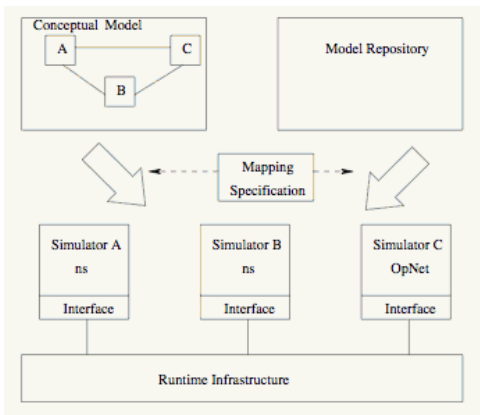 Conceptual Model
A
C
B
Model Repository
Mapping
Specification
Simulator A
ns
Interface
Simulator B
ns
Interface
Simulator C
OpNet
Interface
Runtime Infrastructure